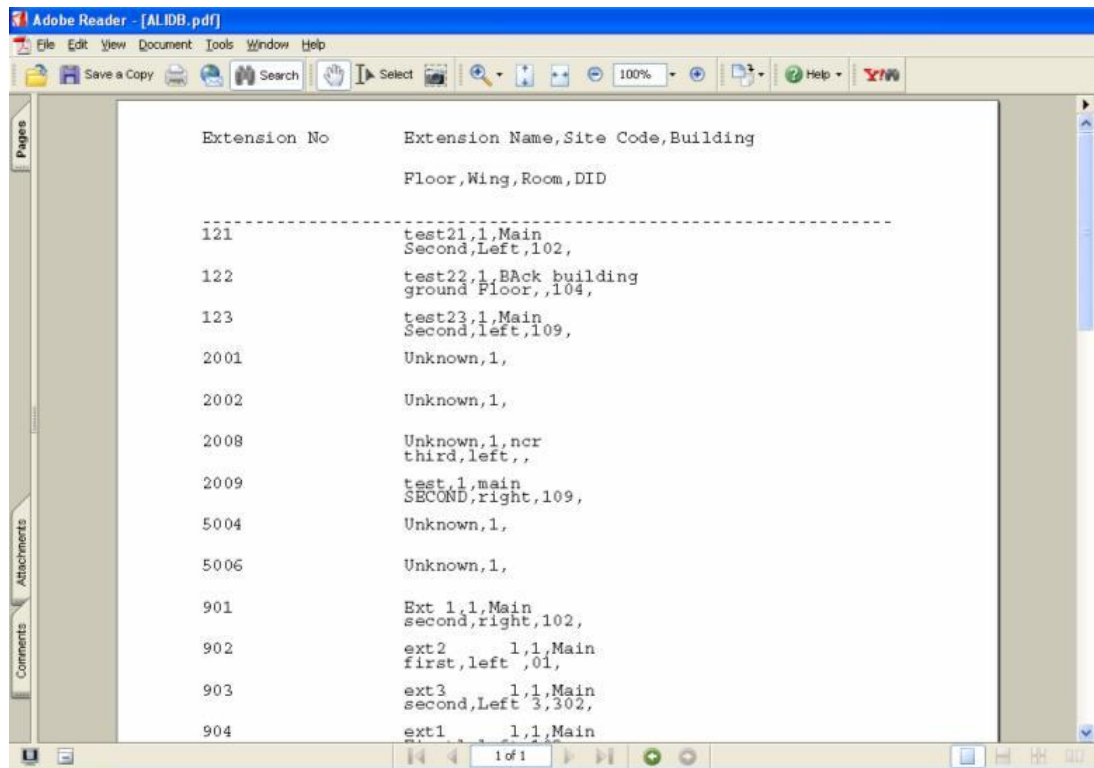 Adobe Reader - [ALIDB.pdf]
File Edit View Document Tools Window Help
Save a Copy Search Select 100% Help Y!
Pages
Extension No Extension Name,Site Code,Building
Floor,Wing,Room,DID
--------------------------------------------------------------------
121 test21,1,Main
Second,Left,102,
122 test22,1,BAck building
ground Floor,,104,
123 test23,1,Main
Second,left,109,
2001 Unknown,1,
2002 Unknown,1,
2008 Unknown,1,ncr
third,left,,
2009 test,1,main
SECOND,right,109,
5004 Unknown,1,
5006 Unknown,1,
Attachments
901 Ext 1,1,Main
second,right,102,
902 ext2 1,1,Main
first,left ,01,
Comments
903 ext3 1,1,Main
second,Left 3,302,
904 ext1 1,1,Main
1 of 1